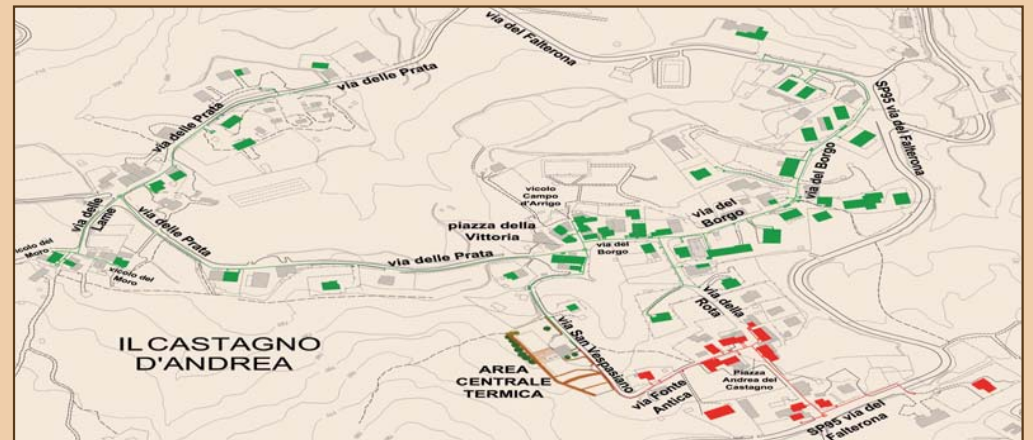 via del Falterona
via delle Prata
via delle Prata
SP95 via del Falterona
via del Borgo
vicolo
Campo
d'Arrigo
via delle
Lame
via delle Prata
piazza della
Vittoria
via del
Borgo
via del
Borgo
vicolo del
Moro
vicolo del
Moro
via delle Prata
via della
Rota
via San Vespasiano
IL CASTAGNO
D'ANDREA
AREA
CENTRALE
TERMICA
via Fonte
Antica
Piazza
Andrea del
Castagno
SP95 via del
Falterona